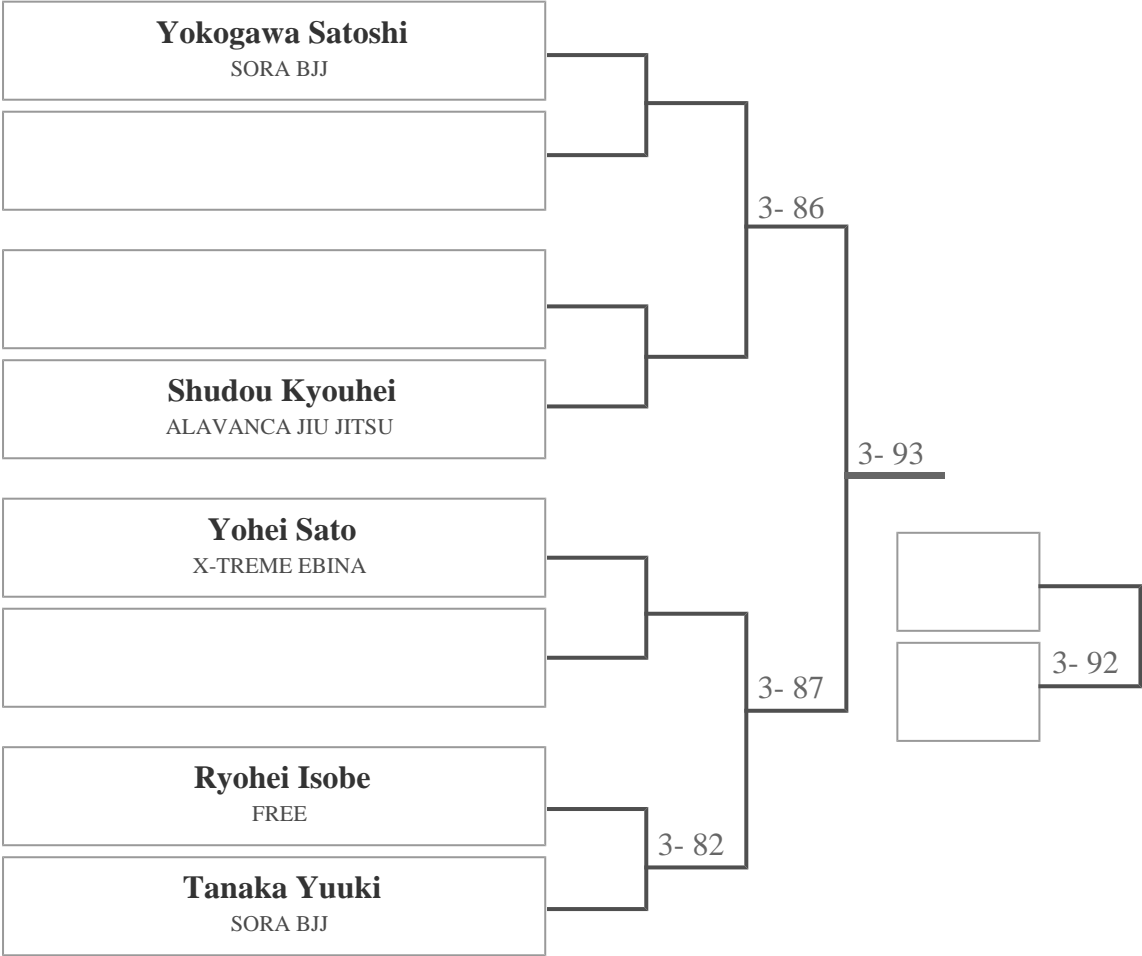 Yokogawa Satoshi
SORA BJJ
3- 86
Shudou Kyouhei
ALAVANCA JIU JITSU
3- 93
Yohei Sato
X-TREME EBINA
3- 92
3- 87
Ryohei Isobe
FREE
3- 82
Tanaka Yuuki
SORA BJJ